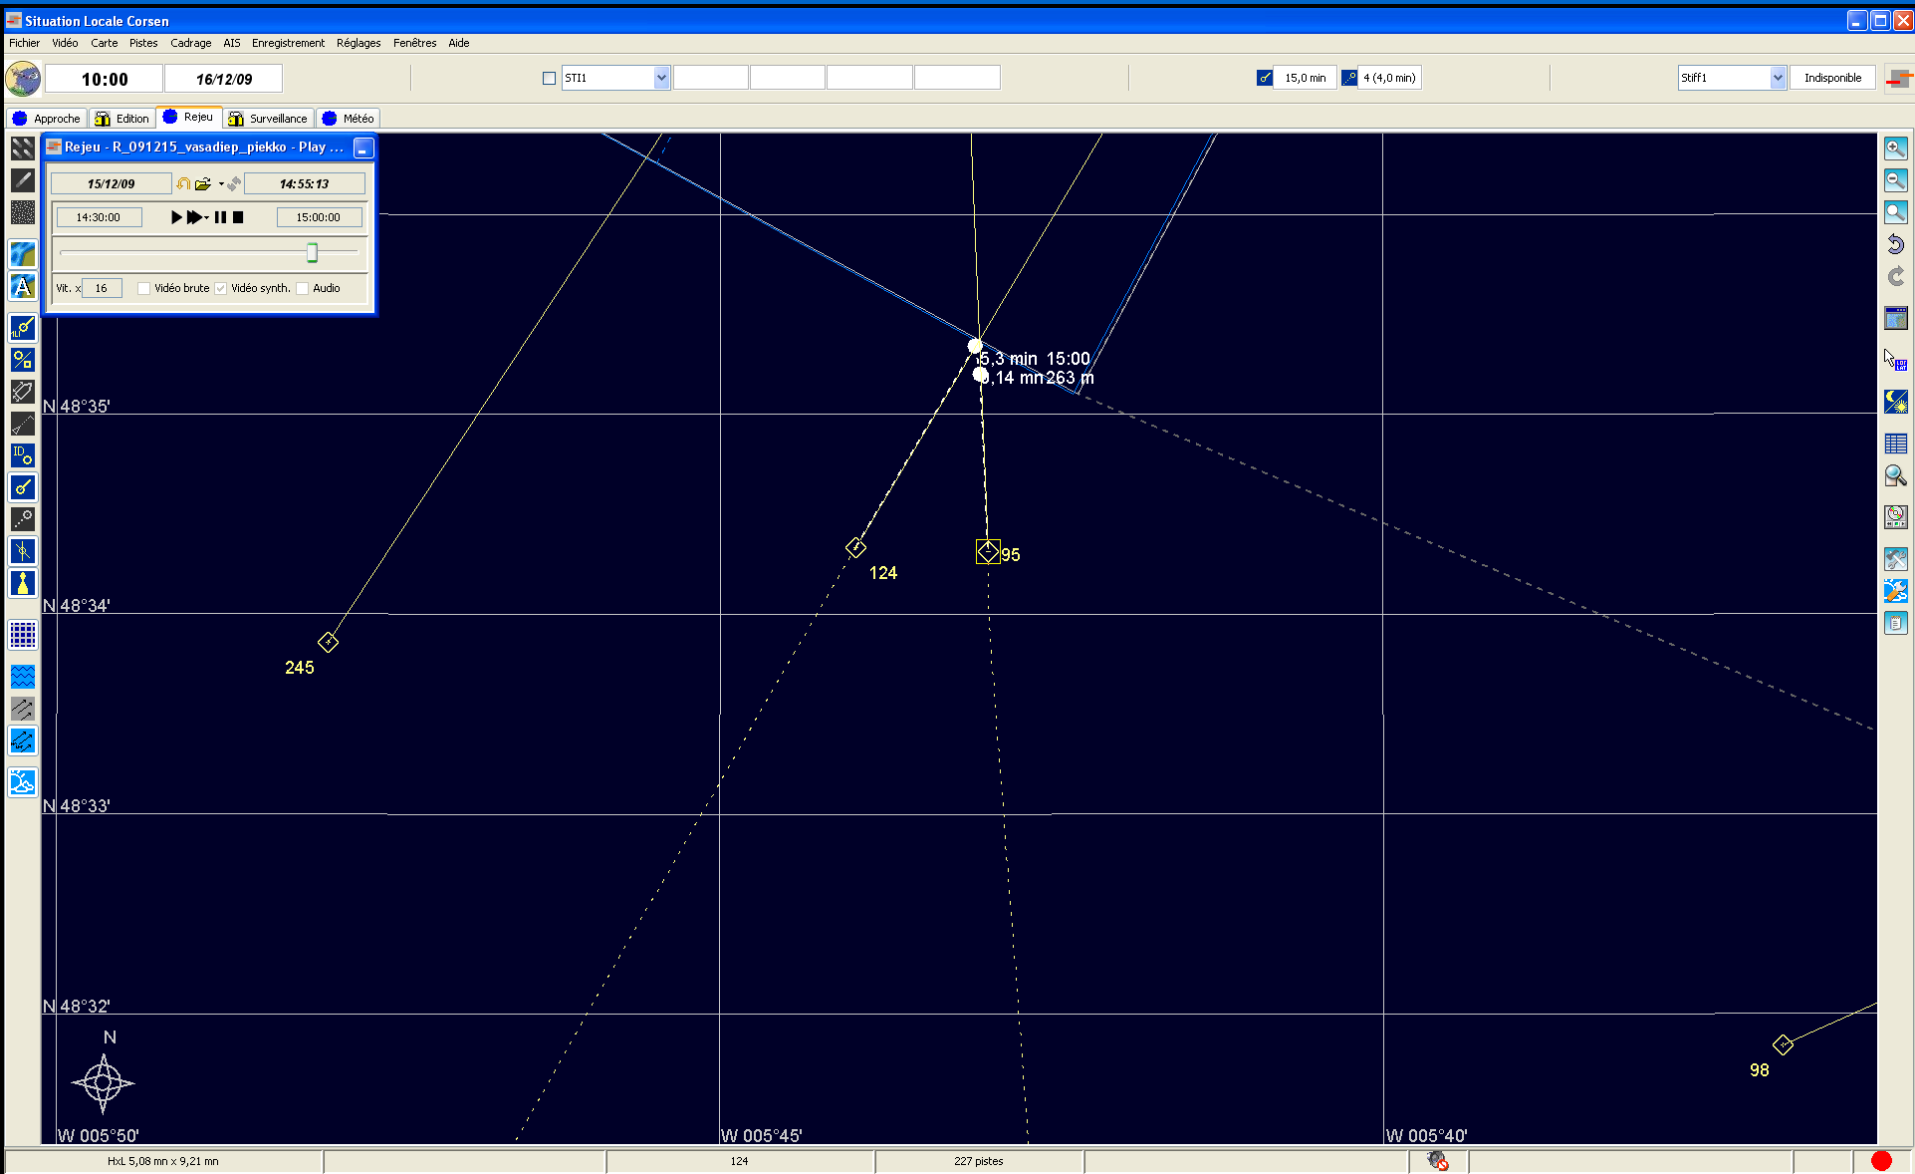 Situation Locale Corsen
Fichier Vidéo Carte Pistes Cadrage AIS Enregistrement Réglages Fenêtres Aide
10:00 16/12/09 STI1 15,0 min 4 (4,0 min) Stiff1 Indisponible
Approche Edition Rejeu Surveillance Météo
Rejeu - R_091215_vasadiep_piekko - Play ...
15/12/09 14:55:13
14:30:00 15:00:00
Vit. x 16 Vidéo brute Vidéo synth. Audio
5,3 min 15:00
,14 mn 263 m
N 48°35'
95
124
N 48°34'
245
N 48°33'
N 48°32'
N
98
W 005°50' W 005°45' W 005°40'
HxL 5,08 mn x 9,21 mn 124 227 pistes